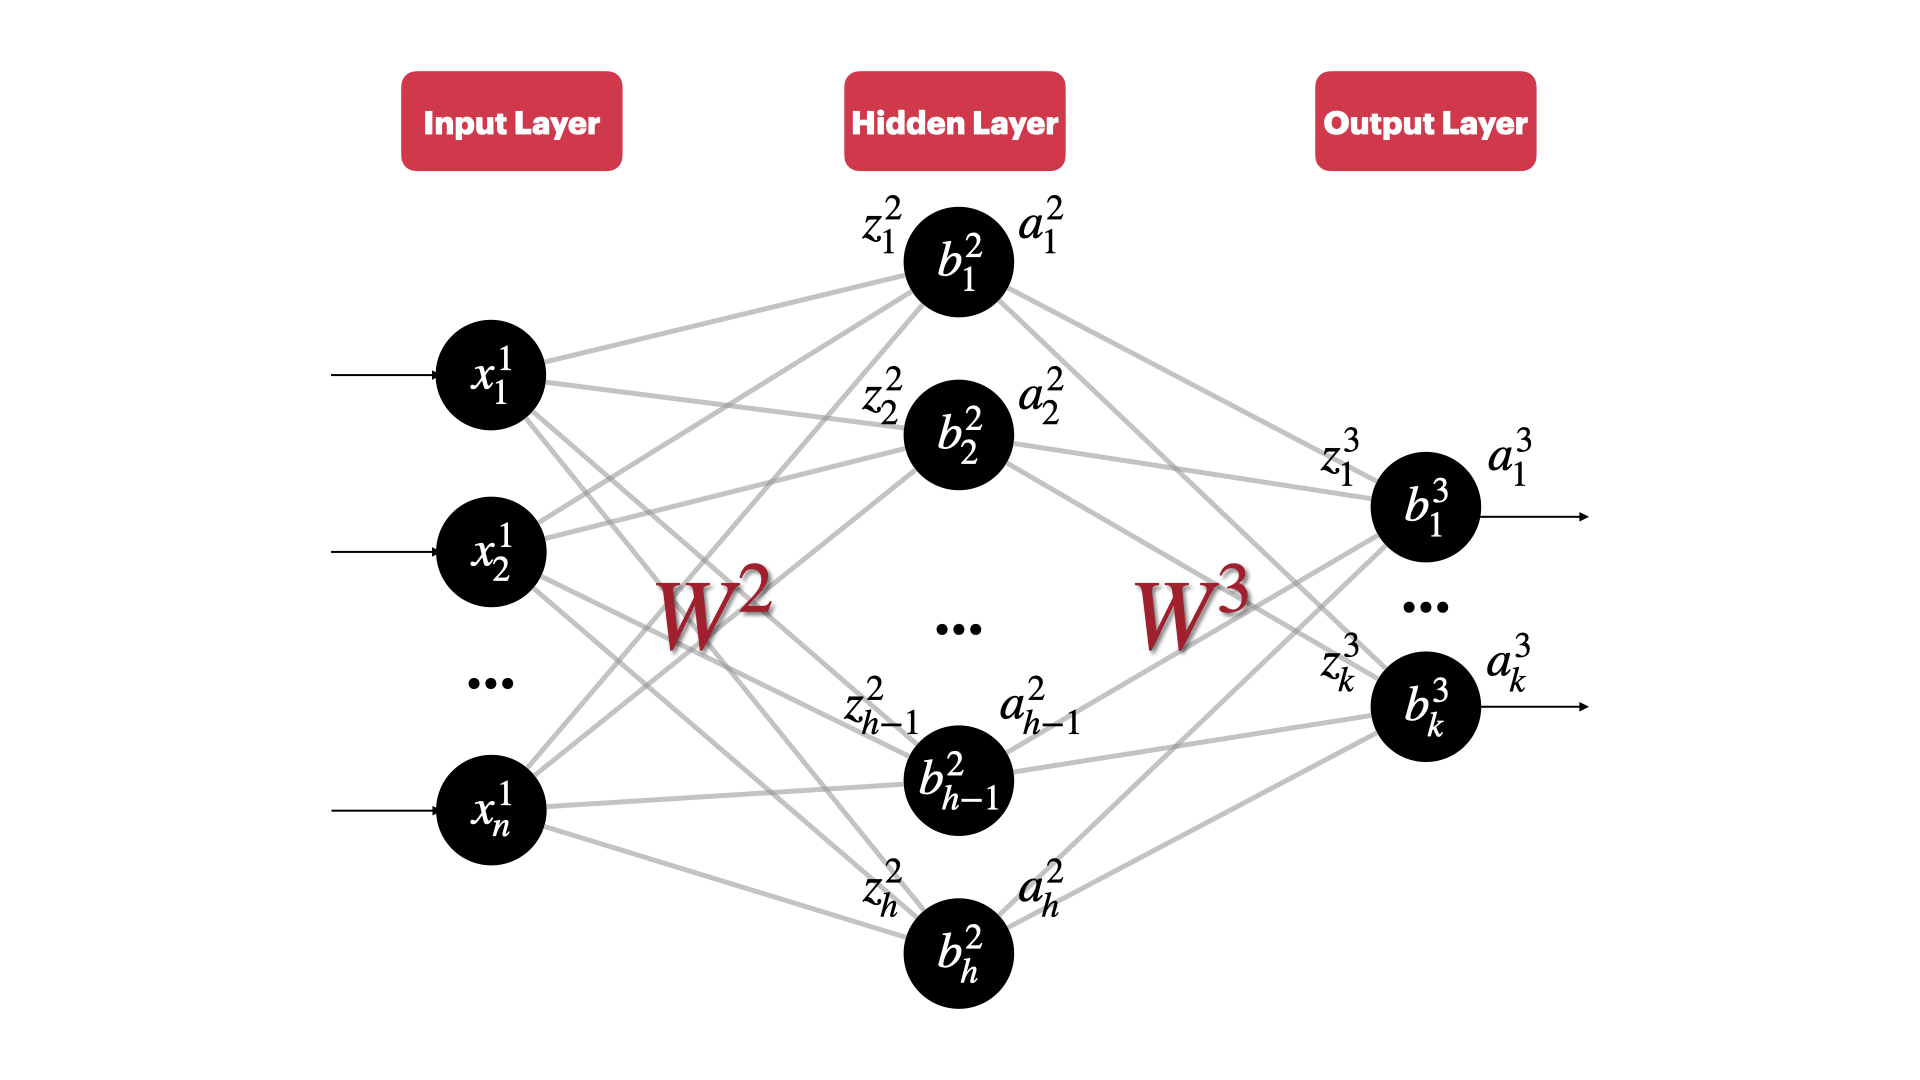 Input Layer
Hidden Layer
Output Layer
z_1^2
b_1^2
a_1^2
x_1^1
z_2^2
b_2^2
a_2^2
z_1^3
b_1^3
a_1^3
x_2^1
W^2
...
W^3
...
...
z_k^3
b_k^3
a_k^3
z_{h-1}^2
b_{h-1}^2
a_{h-1}^2
x_n^1
z_h^2
b_h^2
a_h^2